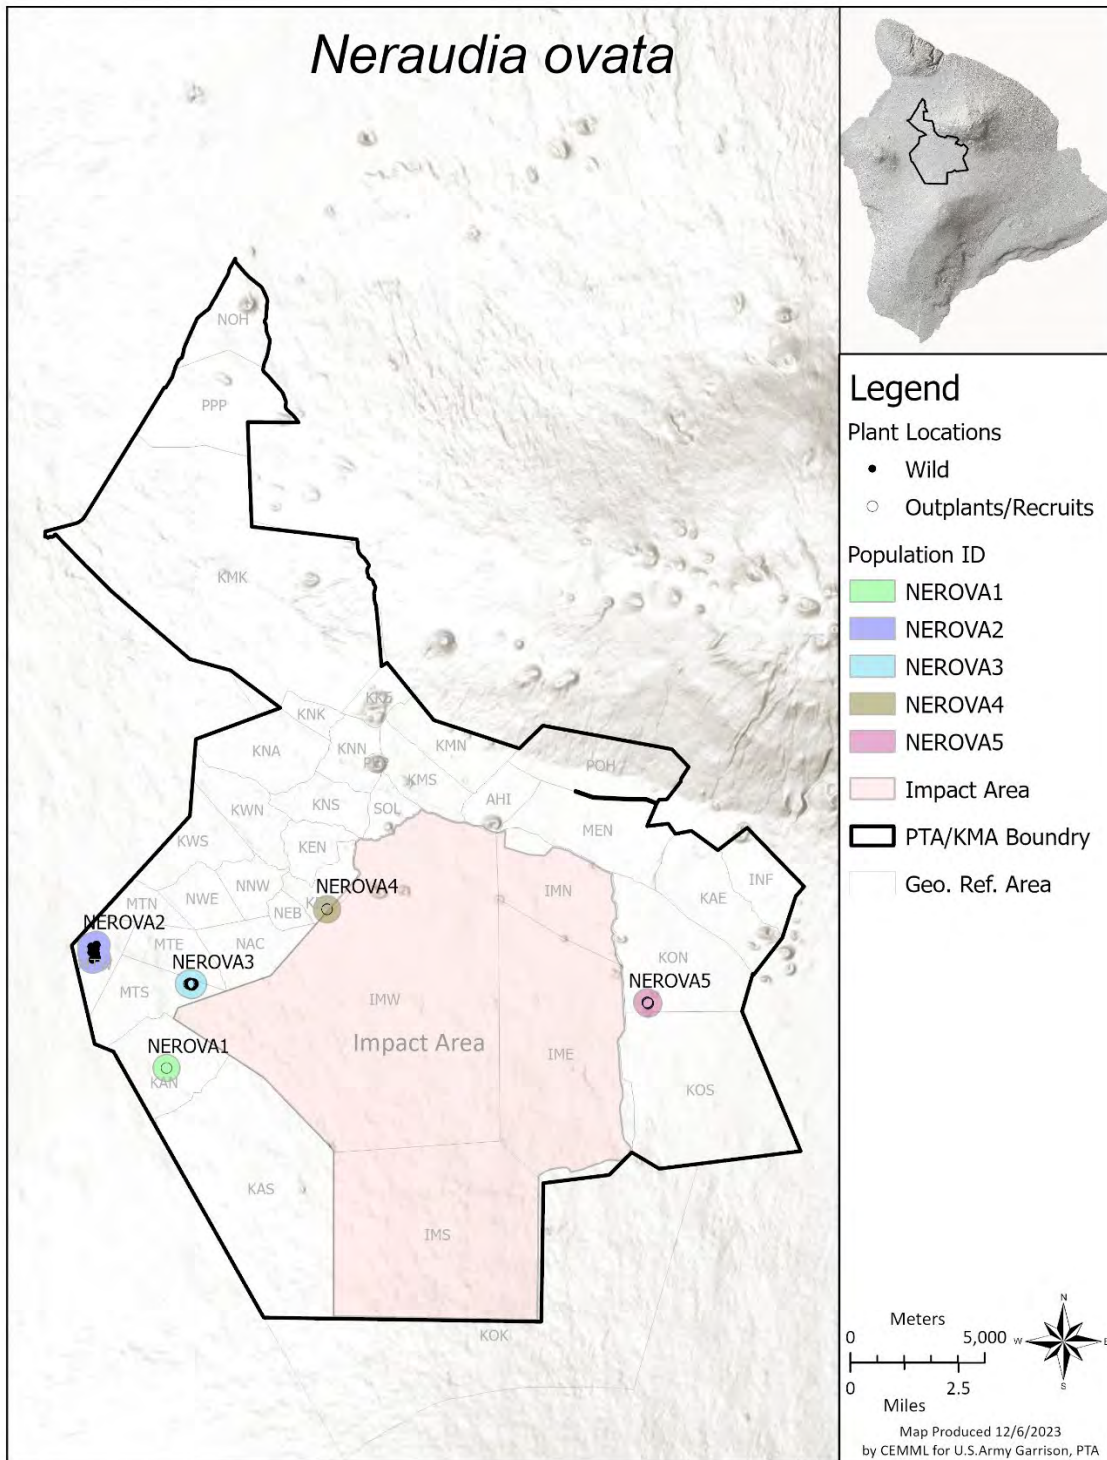 Neraudia ovata
NOH
PPP
KMK
KNK
KNA
KNN
KMN
KMS
POH
KWN
KNS
SOL
AHI
MEN
KWS
KEN
NNW
NWE
MTN
NEB
NEROVA4
IMN
KAE
INF
NEROVA2
MTE
NAC
NEROVA3
KON
NEROVA5
MTS
IMW
Impact Area
NEROVA1
KAN
IME
KOS
KAS
IMS
KOK
Legend
Plant Locations
Wild
Outplants/Recruits
Population ID
NEROVA1
NEROVA2
NEROVA3
NEROVA4
NEROVA5
Impact Area
PTA/KMA Boundry
Geo. Ref. Area
N
W
E
S
Meters
0 5,000
0 2.5
Miles
Map Produced 12/6/2023
by CEMML for U.S.Army Garrison, PTA